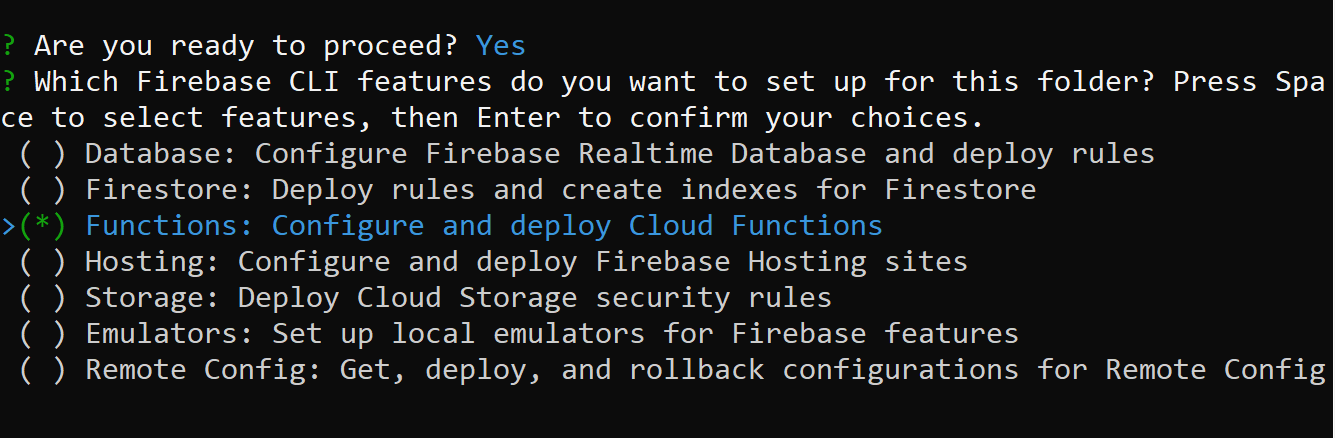 ? Are you ready to proceed? Yes
? Which Firebase CLI features do you want to set up for this folder? Press Spa
ce to select features, then Enter to confirm your choices.
( ) Database: Configure Firebase Realtime Database and deploy rules
( ) Firestore: Deploy rules and create indexes for Firestore
>(*) Functions: Configure and deploy Cloud Functions
( ) Hosting: Configure and deploy Firebase Hosting sites
( ) Storage: Deploy Cloud Storage security rules
( ) Emulators: Set up local emulators for Firebase features
( ) Remote Config: Get, deploy, and rollback configurations for Remote Config